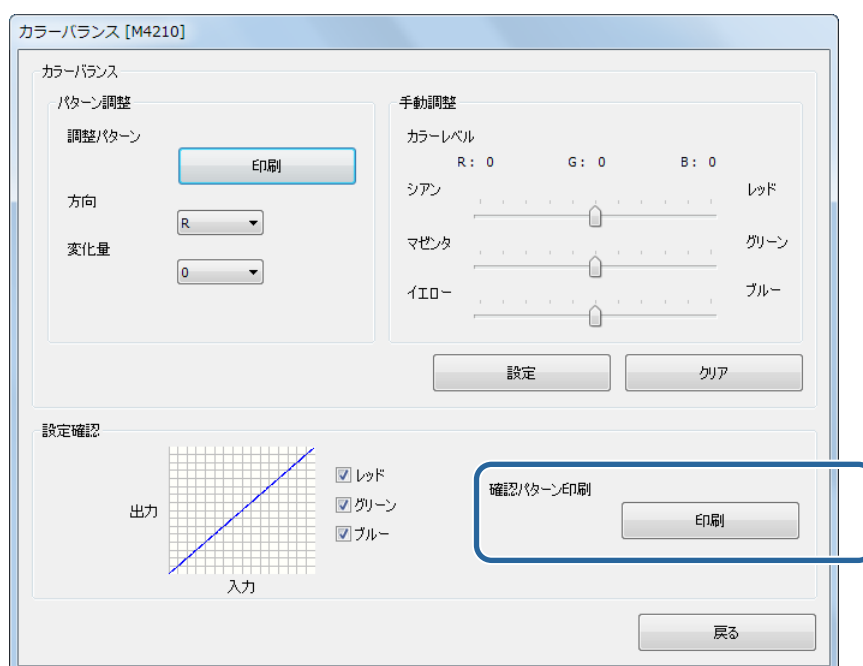 カラーバランス [M4210]
カラーバランス
パターン調整
調整パターン
印刷
方向
R
変化量
0
手動調整
カラーレベル
R: 0 G: 0 B: 0
シアン レッド
マゼンタ グリーン
イエロー ブルー
設定 クリア
設定確認
出力
入力
レッド
グリーン
ブルー
確認パターン印刷
印刷
戻る